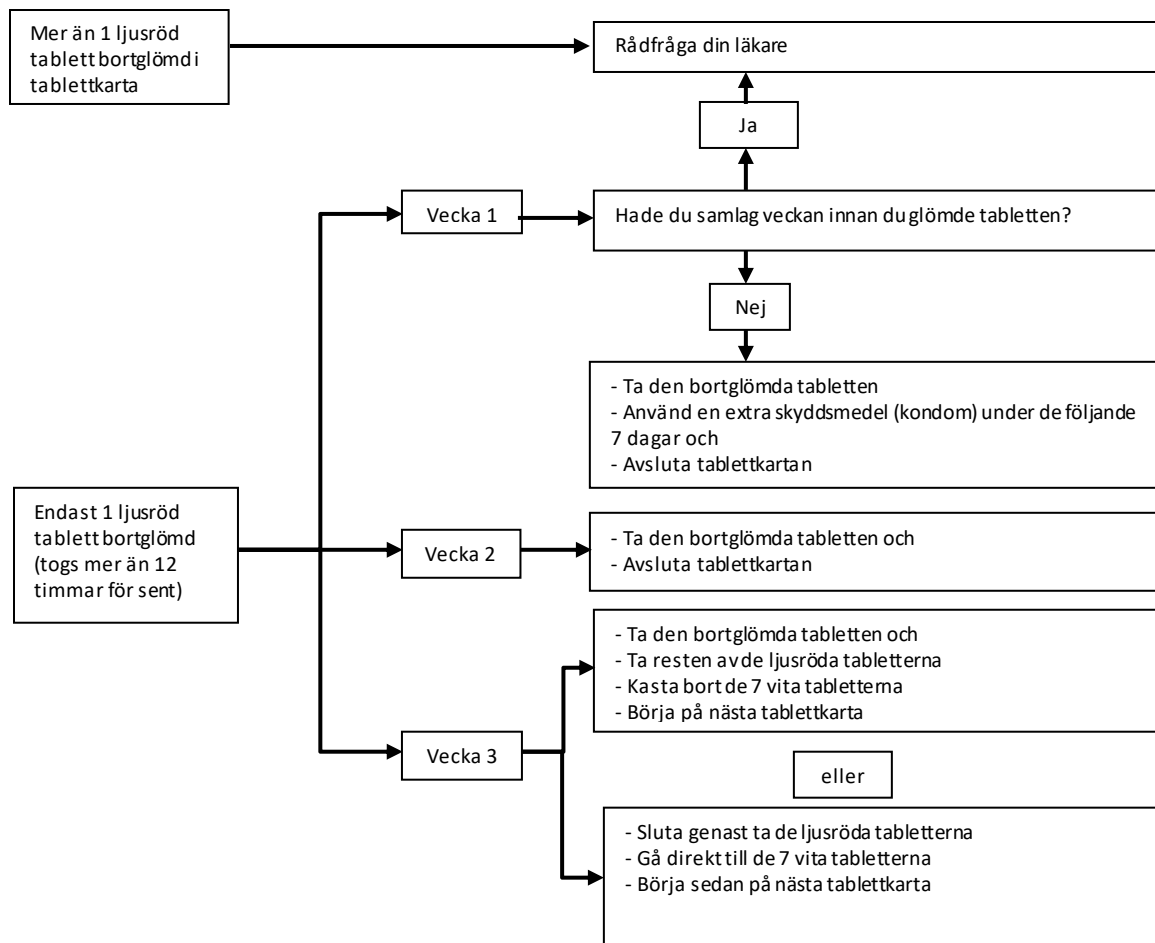 Mer än 1 ljusröd
tablett bortglömd i
tablettkarta
Rådfråga din läkare
Ja
Vecka 1
Hade du samlag veckan innan du glömde tabletten?
Nej
- Ta den bortglömda tabletten
- Använd en extra skyddsmedel (kondom) under de följande
7 dagar och
- Avsluta tablettkartan
Endast 1 ljusröd
tablett bortglömd
(togs mer än 12
timmar för sent)
Vecka 2
- Ta den bortglömda tabletten och
- Avsluta tablettkartan
- Ta den bortglömda tabletten och
- Ta resten av de ljusröda tabletterna
- Kasta bort de 7 vita tabletterna
- Börja på nästa tablettkarta
Vecka 3
eller
- Sluta genast ta de ljusröda tabletterna
- Gå direkt till de 7 vita tabletterna
- Börja sedan på nästa tablettkarta